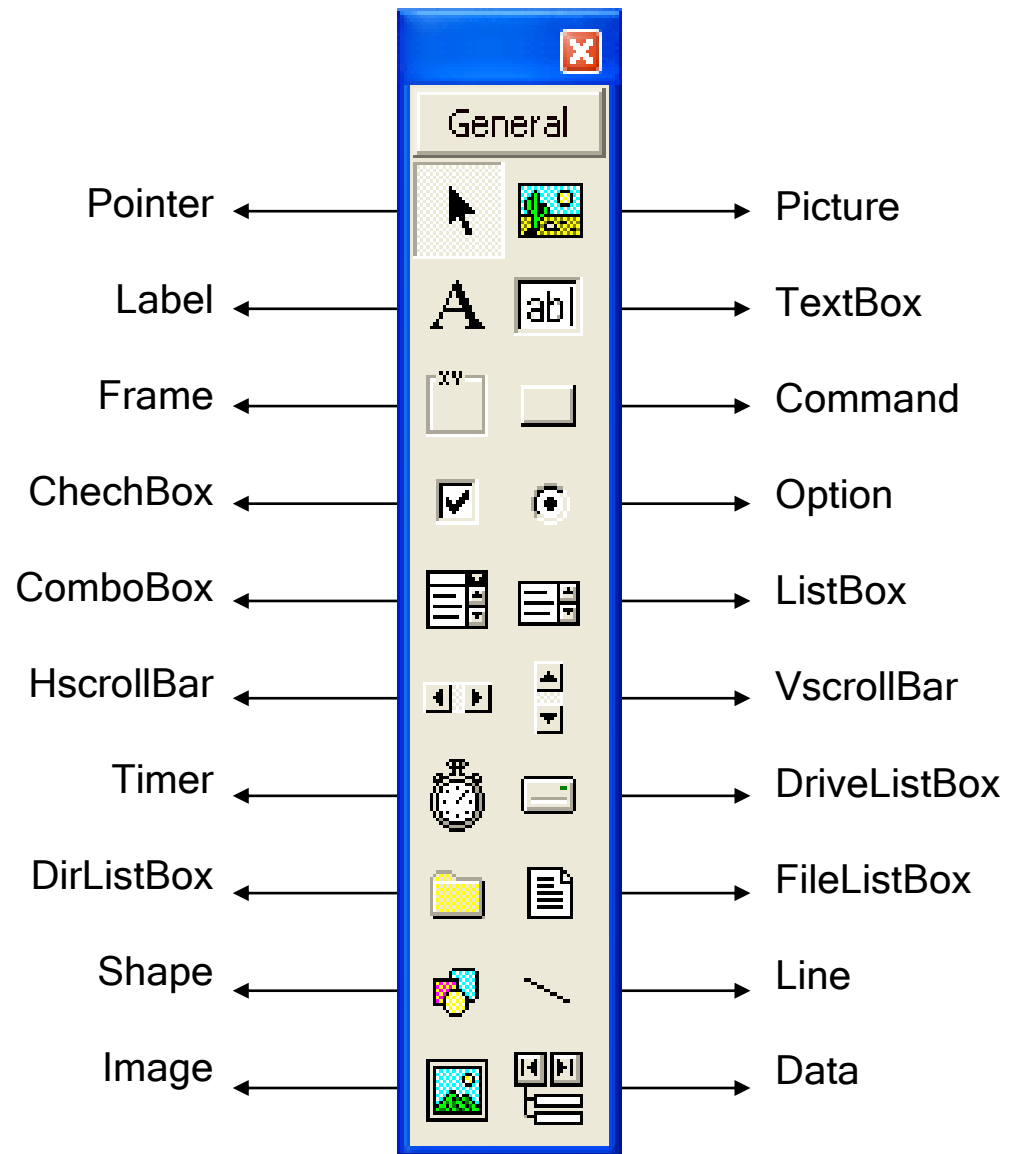 General
Pointer
Picture
Label
A
ab
TextBox
XY
Frame
Command
ChechBox
Option
ComboBox
ListBox
HscrollBar
VscrollBar
Timer
DriveListBox
DirListBox
FileListBox
Shape
Line
Image
Data